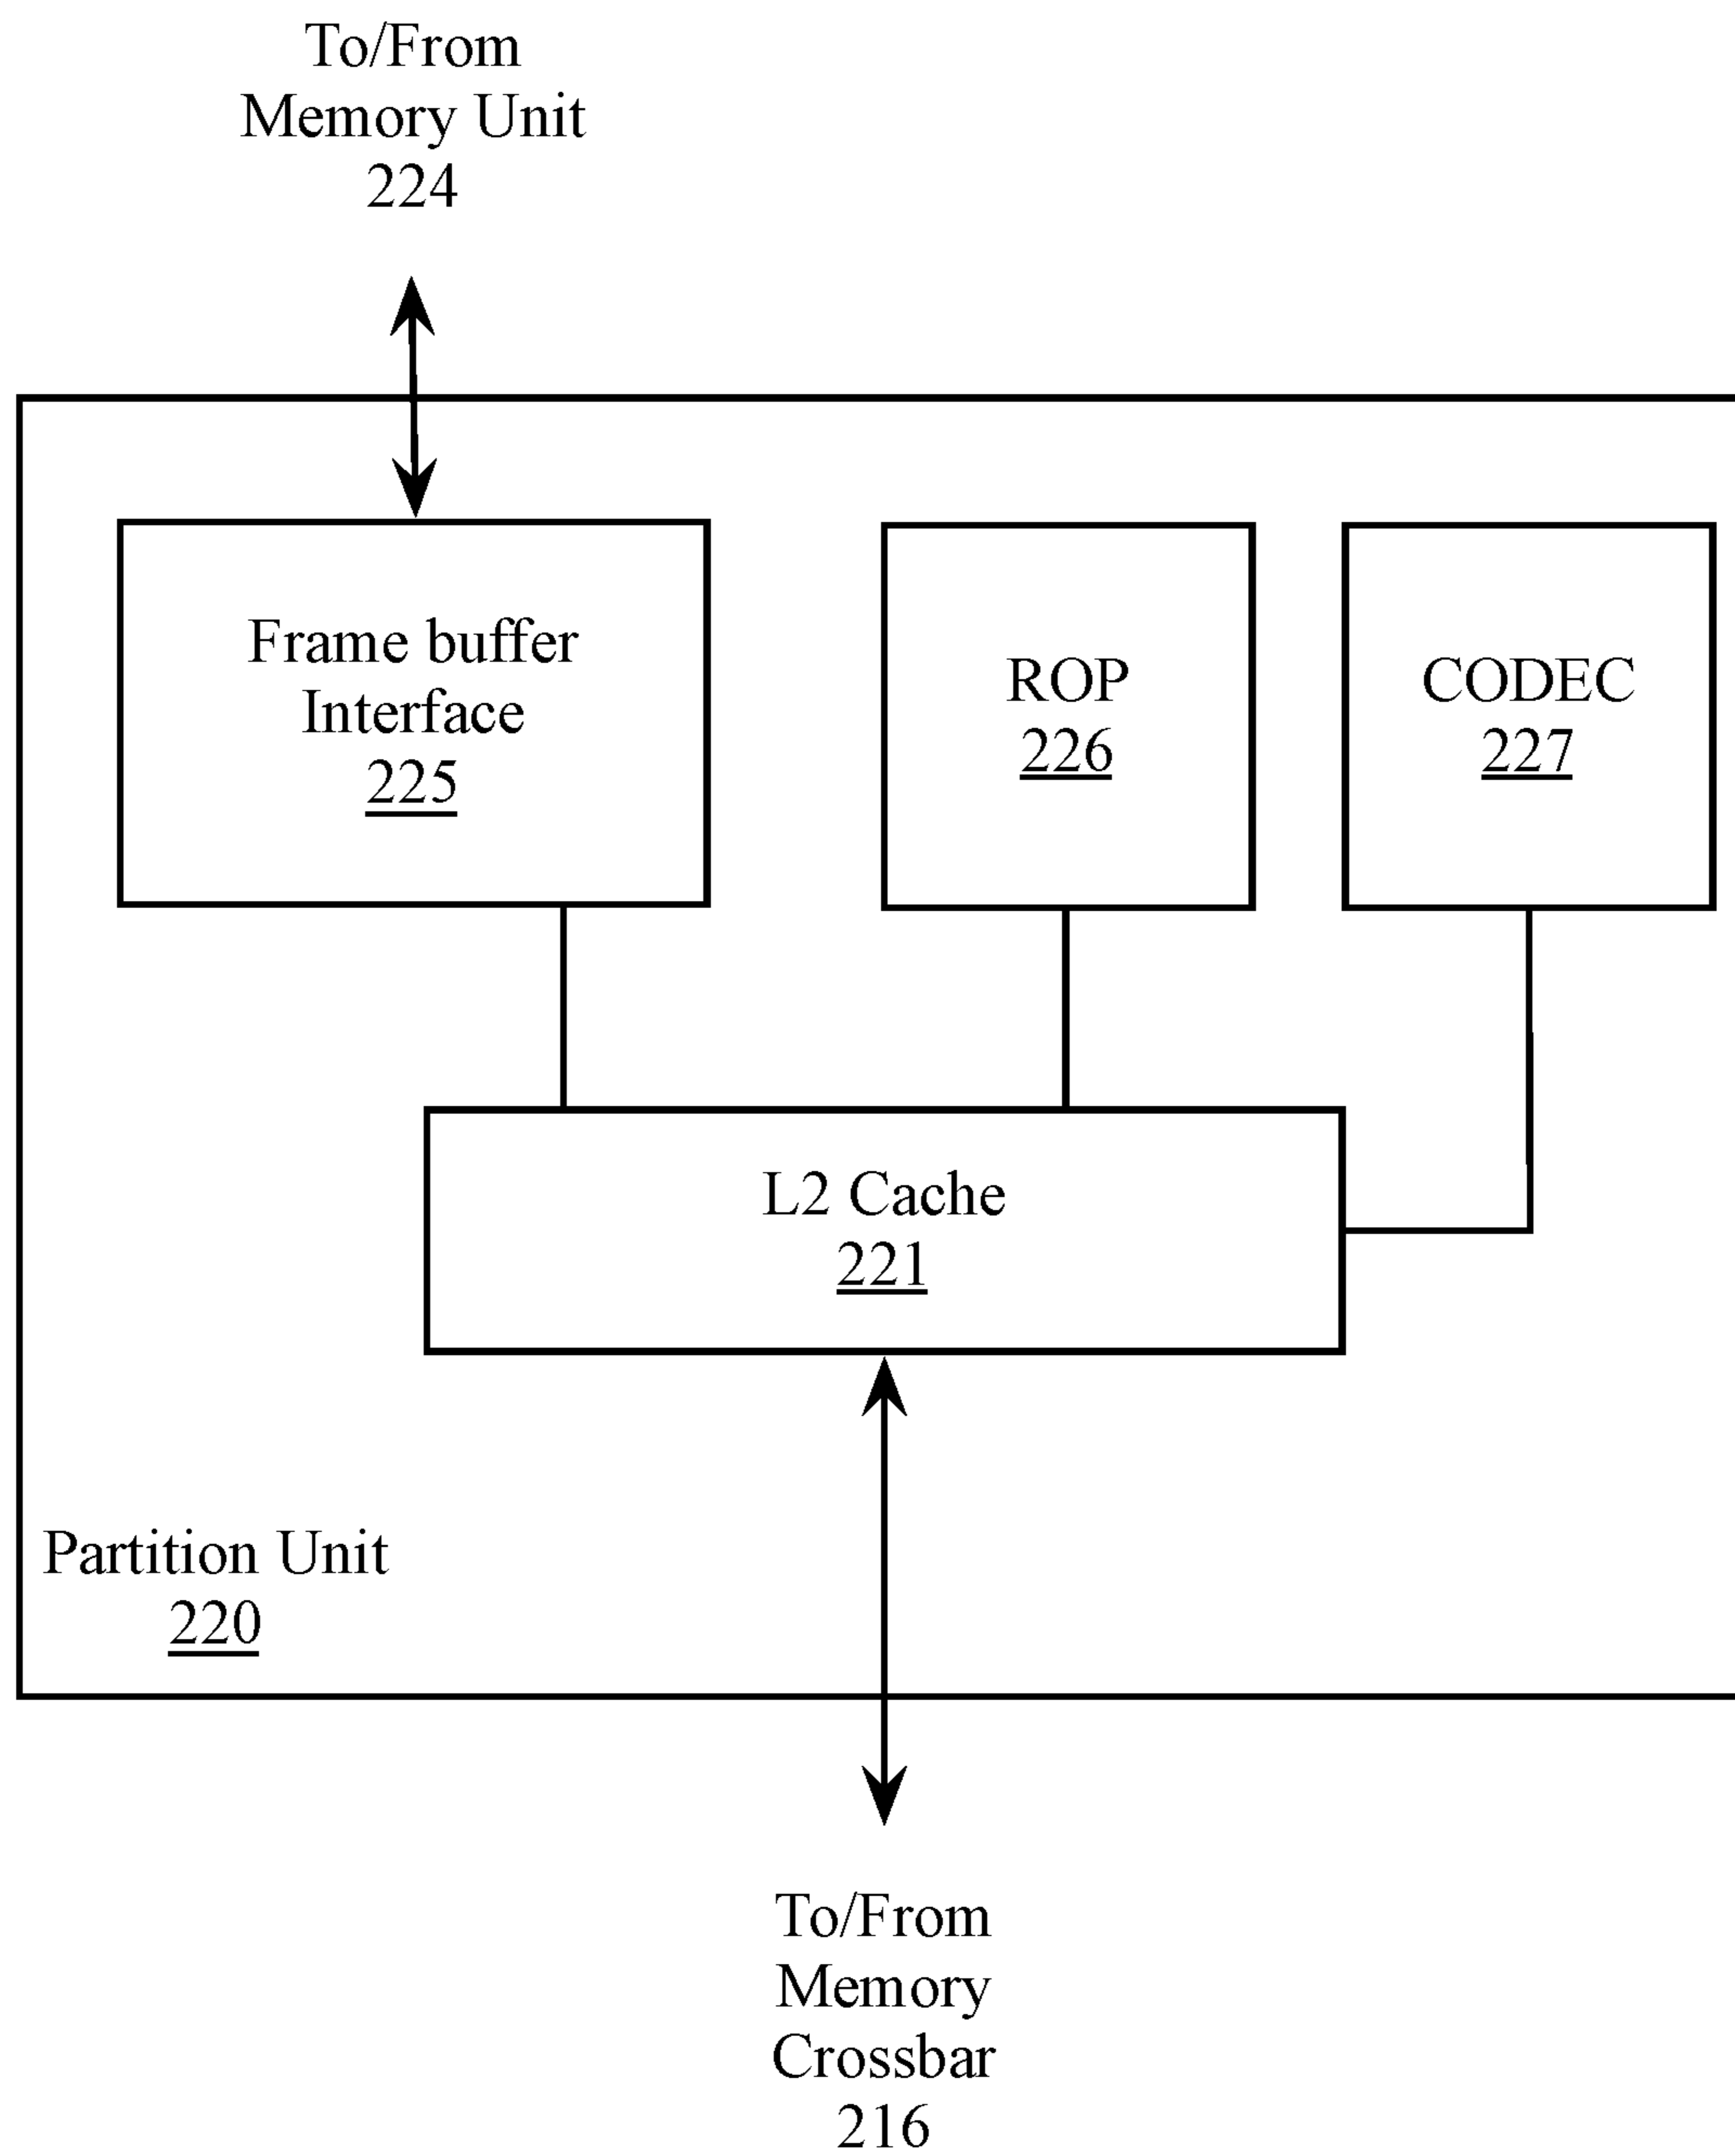 To/From
Memory Unit
224
Frame buffer
Interface
225
ROP
226
CODEC
227
L2 Cache
221
Partition Unit
220
To/From
Memory
Crossbar
216